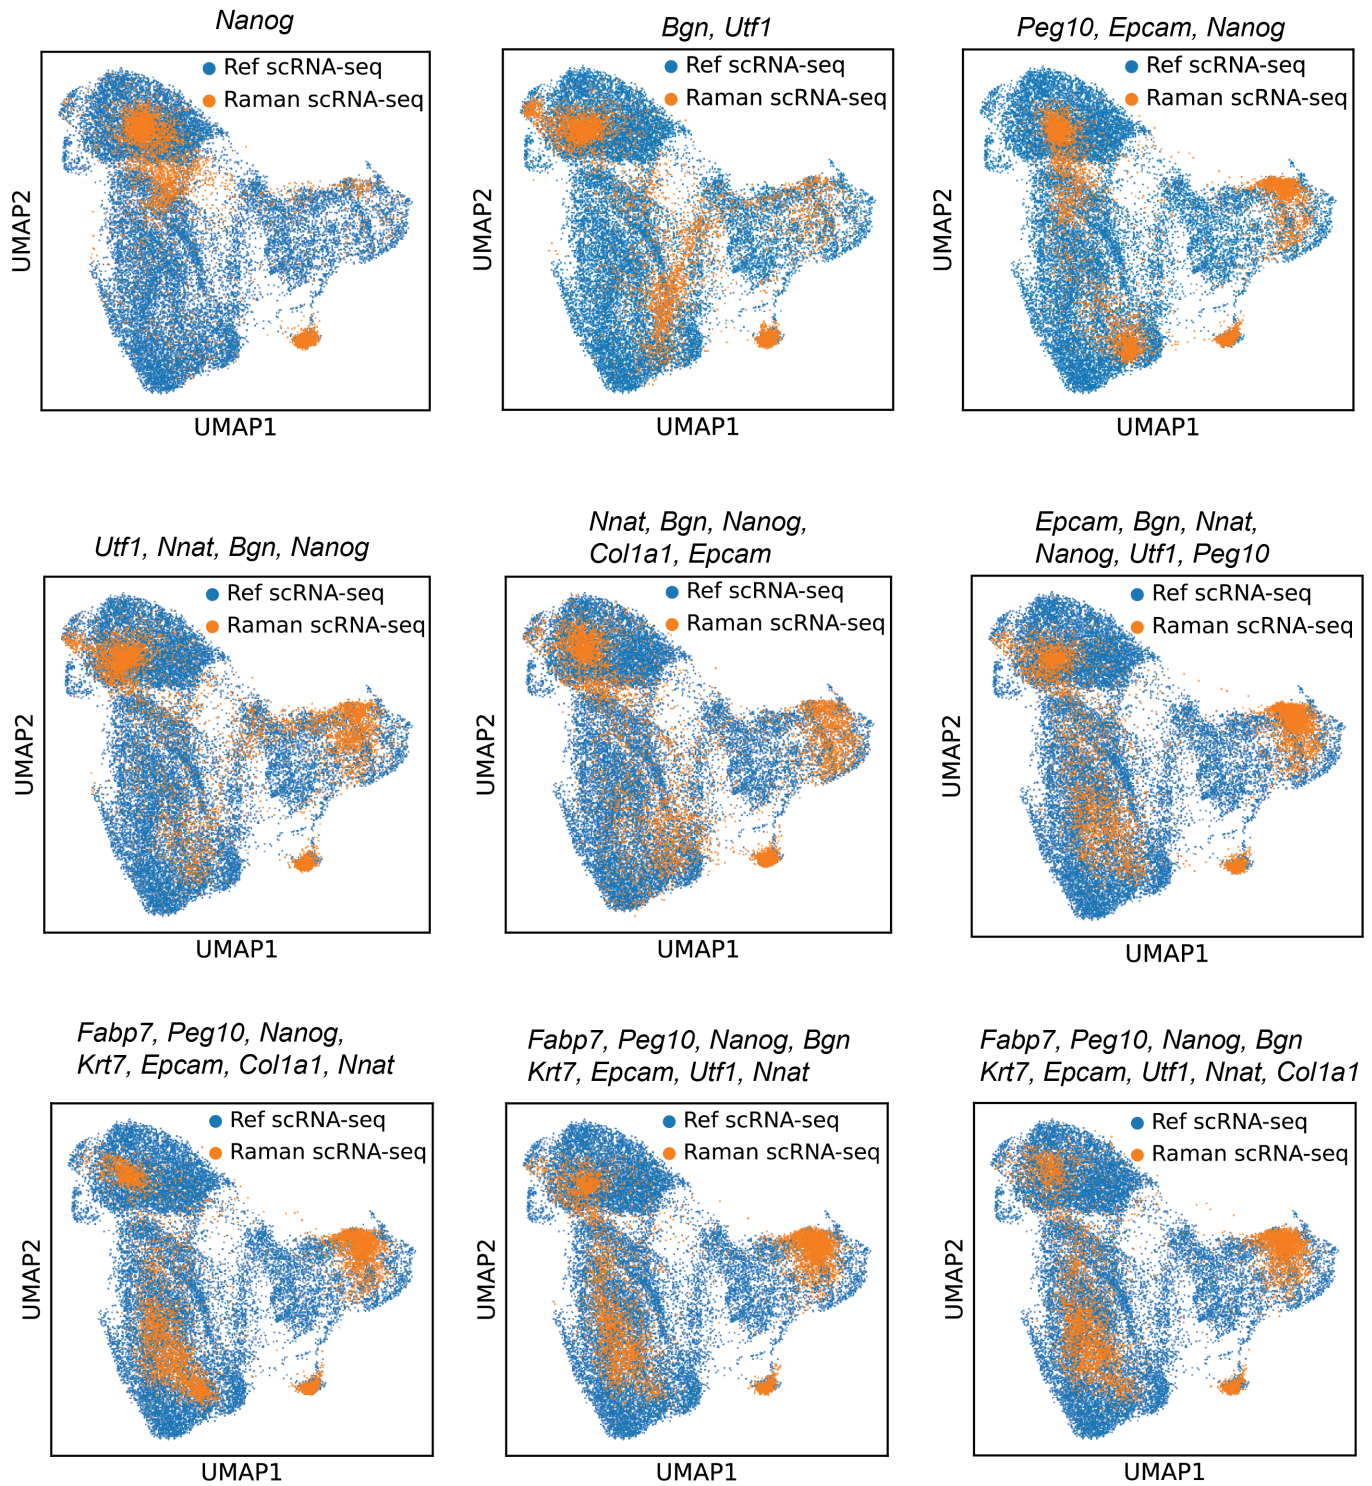 Nanog
Ref scRNA-seq
Raman scRNA-seq
UMAP2
UMAP1
Bgn, Utf1
Ref scRNA-seq
Raman scRNA-seq
UMAP2
UMAP1
Peg10, Epcam, Nanog
Ref scRNA-seq
Raman scRNA-seq
UMAP2
UMAP1
Utf1, Nnat, Bgn, Nanog
Ref scRNA-seq
Raman scRNA-seq
UMAP2
UMAP1
Nnat, Bgn, Nanog,
Col1a1, Epcam
Ref scRNA-seq
Raman scRNA-seq
UMAP2
UMAP1
Epcam, Bgn, Nnat,
Nanog, Utf1, Peg10
Ref scRNA-seq
Raman scRNA-seq
UMAP2
UMAP1
Fabp7, Peg10, Nanog,
Krt7, Epcam, Col1a1, Nnat
Ref scRNA-seq
Raman scRNA-seq
UMAP2
UMAP1
Fabp7, Peg10, Nanog, Bgn
Krt7, Epcam, Utf1, Nnat
Ref scRNA-seq
Raman scRNA-seq
UMAP2
UMAP1
Fabp7, Peg10, Nanog, Bgn
Krt7, Epcam, Utf1, Nnat, Col1a1
Ref scRNA-seq
Raman scRNA-seq
UMAP2
UMAP1